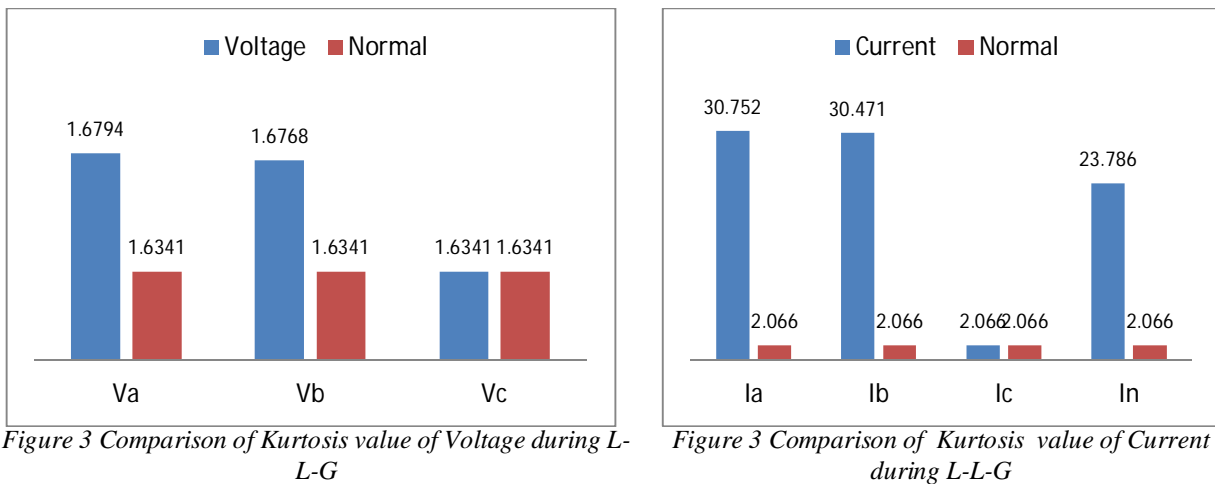 Voltage Normal
1.6794
1.6768
1.6341
1.6341
1.6341 1.6341
Va Vb Vc
Figure 3 Comparison of Kurtosis value of Voltage during L-
L-G
Current Normal
30.752
30.471
23.786
2.066
2.066
2.066 2.066
2.066
Ia Ib Ic In
Figure 3 Comparison of Kurtosis value of Current
during L-L-G